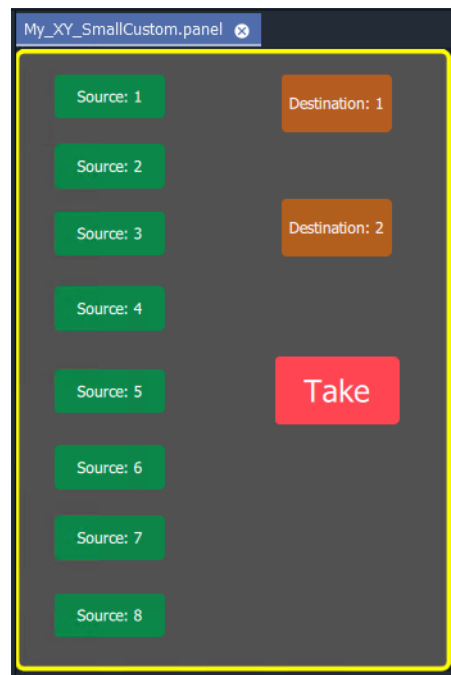 My_XY_SmallCustom.panel
Source: 1
Source: 2
Source: 3
Source: 4
Source: 5
Source: 6
Source: 7
Source: 8
Destination: 1
Destination: 2
Take